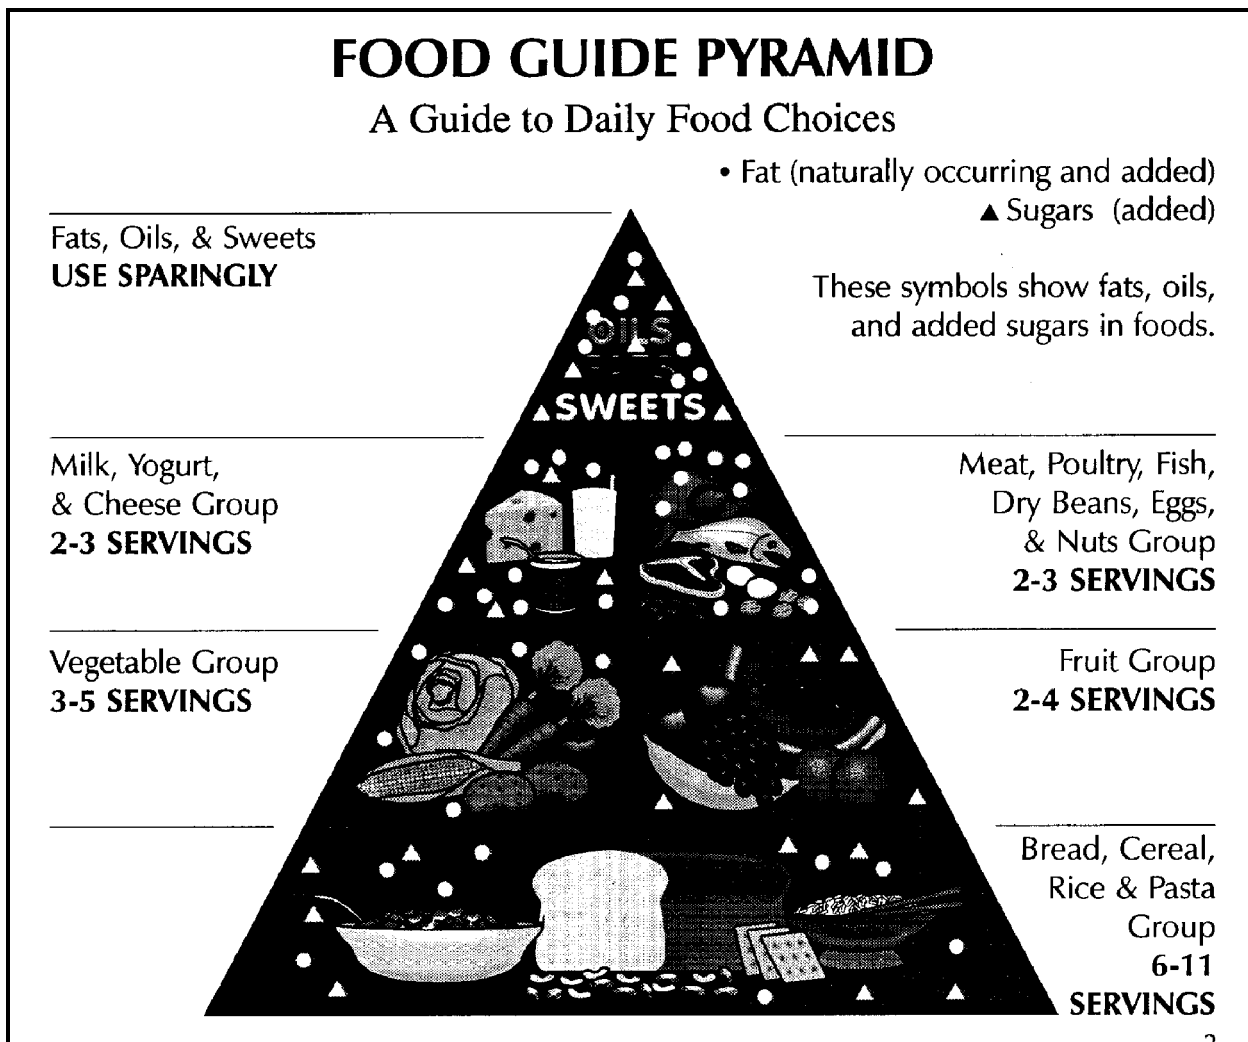 FOOD GUIDE PYRAMID
A Guide to Daily Food Choices
• Fat (naturally occurring and added)
▲ Sugars (added)
These symbols show fats, oils,
and added sugars in foods.
Fats, Oils, & Sweets
USE SPARINGLY
OILS
SWEETS
Milk, Yogurt,
& Cheese Group
2-3 SERVINGS
Meat, Poultry, Fish,
Dry Beans, Eggs,
& Nuts Group
2-3 SERVINGS
Vegetable Group
3-5 SERVINGS
Fruit Group
2-4 SERVINGS
Bread, Cereal,
Rice & Pasta
Group
6-11
SERVINGS